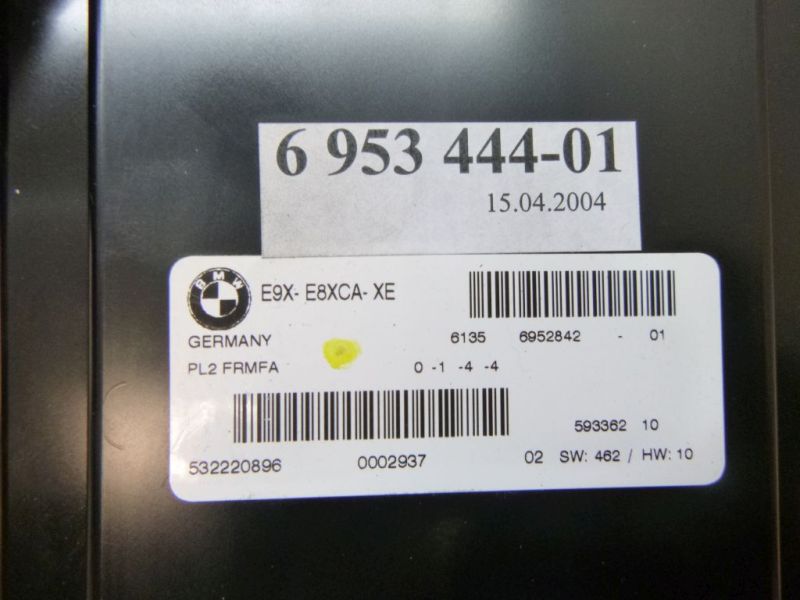 6 953 444-01
15.04.2004
BMW
E9X- E8XCA- XE
GERMANY
6135 6952842 - 01
PL2 FRMFA
0 -1 -4 -4
593362 10
532220896 0002937 02 SW: 462 / HW: 10